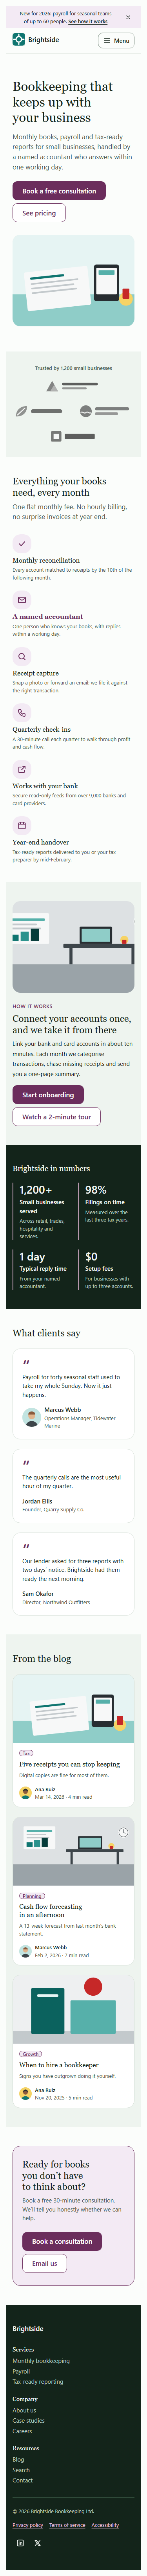 New for 2026: payroll for seasonal teams
of up to 60 people. See how it works
Brightside
Menu
Bookkeeping that
keeps up with
your business
Monthly books, payroll and tax-ready
reports for small businesses, handled by
a named accountant who answers within
one working day.
Book a free consultation
See pricing
Trusted by 1,200 small businesses
Everything your books
need, every month
One flat monthly fee. No hourly billing,
no surprise invoices at year end.
Monthly reconciliation
Every account matched to receipts by the 10th of the
following month.
A named accountant
One person who knows your books, with replies
within a working day.
Receipt capture
Snap a photo or forward an email; we file it against
the right transaction.
Quarterly check-ins
A 30-minute call each quarter to walk through profit
and cash flow.
Works with your bank
Secure read-only feeds from over 9,000 banks and
card providers.
Year-end handover
Tax-ready reports delivered to you or your tax
preparer by mid-February.
HOW IT WORKS
Connect your accounts once,
and we take it from there
Link your bank and card accounts in about ten
minutes. Each month we categorise
transactions, chase missing receipts and send
you a one-page summary.
Start onboarding
Watch a 2-minute tour
Brightside in numbers
1,200+
Small businesses
served
Across retail, trades,
hospitality and
services.
98%
Filings on time
Measured over the
last three tax years.
1 day
Typical reply time
From your named
accountant.
$0
Setup fees
For businesses with
up to three accounts.
What clients say
“
Payroll for forty seasonal staff used to
take my whole Sunday. Now it just
happens.
Marcus Webb
Operations Manager, Tidewater
Marine
“
The quarterly calls are the most useful
hour of my quarter.
Jordan Ellis
Founder, Quarry Supply Co.
“
Our lender asked for three reports with
two days’ notice. Brightside had them
ready the next morning.
Sam Okafor
Director, Northwind Outfitters
From the blog
Tax
Five receipts you can stop keeping
Digital copies are fine for most of them.
Ana Ruiz
Mar 14, 2026 · 4 min read
Planning
Cash flow forecasting
in an afternoon
A 13-week forecast from last month’s bank
statement.
Marcus Webb
Feb 2, 2026 · 7 min read
Growth
When to hire a bookkeeper
Signs you have outgrown doing it yourself.
Ana Ruiz
Nov 20, 2025 · 5 min read
Ready for books
you don’t have
to think about?
Book a free 30-minute consultation.
We’ll tell you honestly whether we can
help.
Book a consultation
Email us
Brightside
Services
Monthly bookkeeping
Payroll
Tax-ready reporting
Company
About us
Case studies
Careers
Resources
Blog
Search
Contact
© 2026 Brightside Bookkeeping Ltd.
Privacy policy
Terms of service
Accessibility